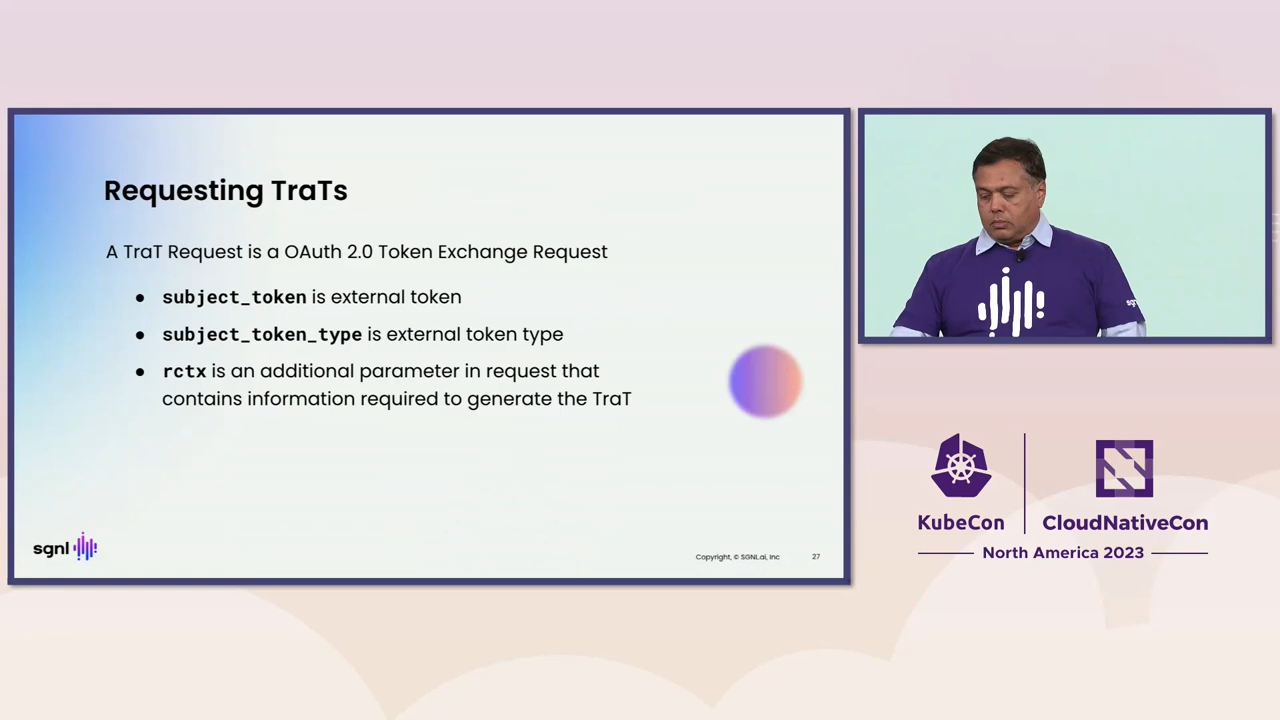 Requesting TraTs
A TraT Request is a OAuth 2.0 Token Exchange Request
● subject_token is external token
● subject_token_type is external token type
● rctx is an additional parameter in request that
contains information required to generate the TraT
sgnl
Copyright, © SGNL.ai, Inc 27
KubeCon
CloudNativeCon
North America 2023